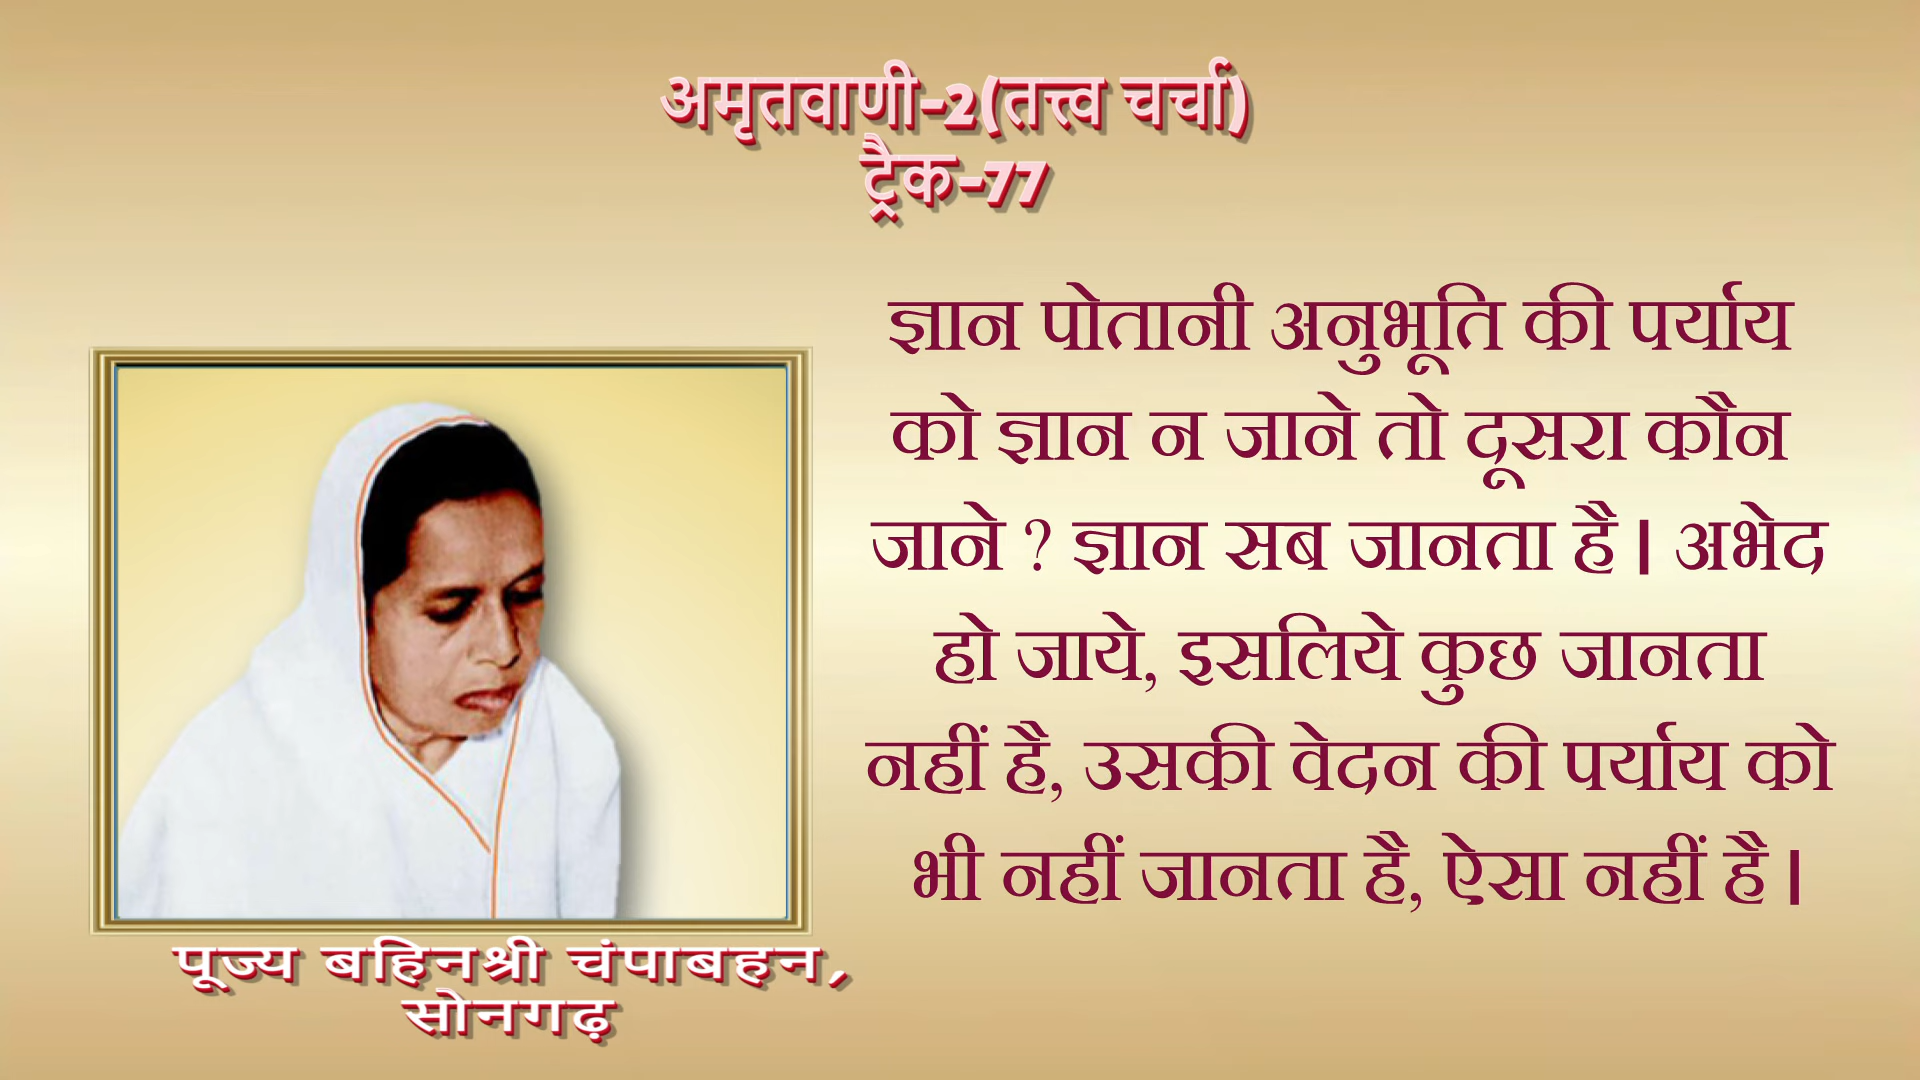 अमृतवाणी-2(तत्त्व चर्चा)
ट्रैक-77
ज्ञान पोतानी अनुभूति की पर्याय
को ज्ञान न जाने तो दूसरा कौन
जाने ? ज्ञान सब जानता है । अभेद
हो जाये, इसलिये कुछ जानता
नहीं है, उसकी वेदन की पर्याय को
भी नहीं जानता है, ऐसा नहीं है ।
पूज्य बहिनश्री चंपाबहन,
सोनगढ़